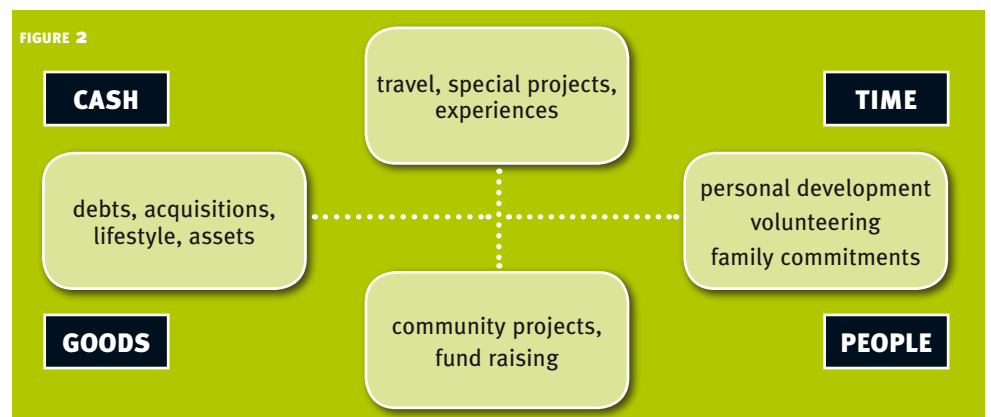 FIGURE 2
CASH
travel, special projects,
experiences
TIME
debts, acquisitions,
lifestyle, assets
personal development
volunteering
family commitments
GOODS
community projects,
fund raising
PEOPLE